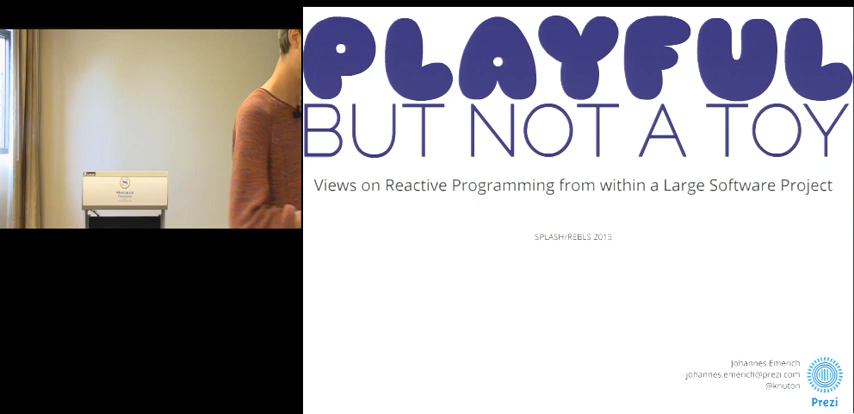 PLAYFUL
BUT NOT A TOY
Views on Reactive Programming from within a Large Software Project
SPLASH/REBLS 2015
Johannes Emerich
johannes.emerich@prezi.com
@knuton
Prezi